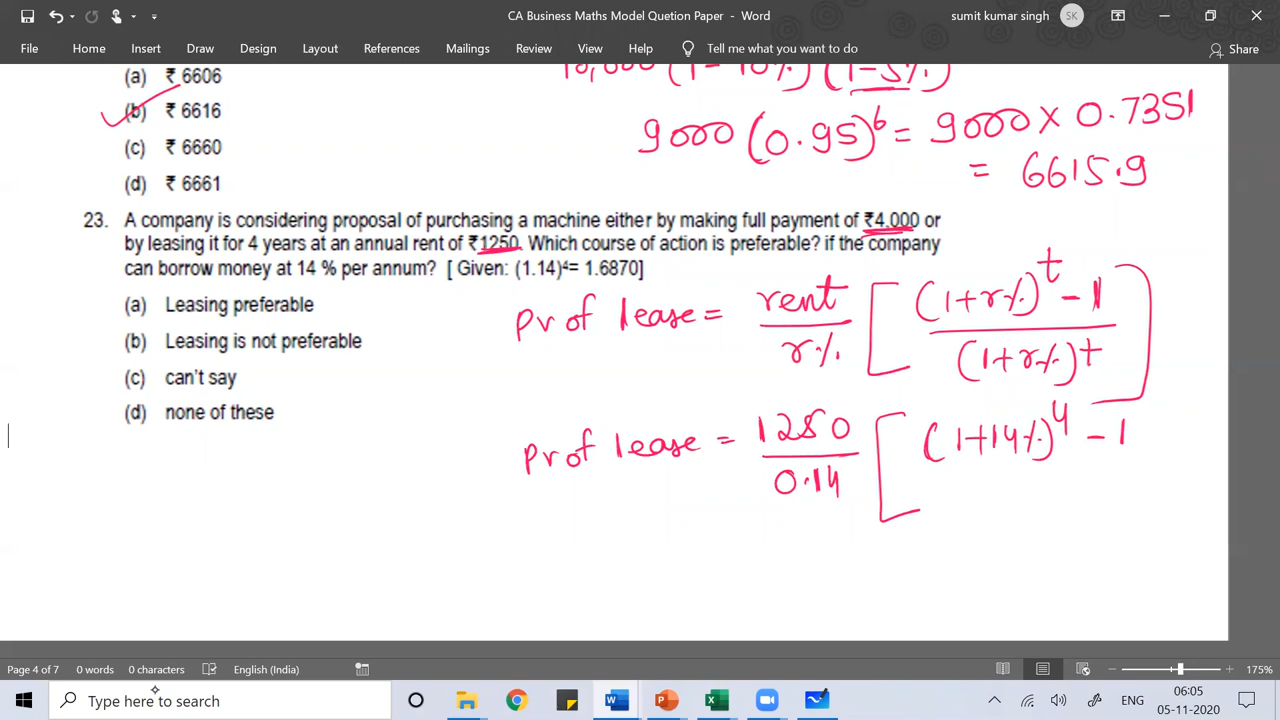 CA Business Maths Model Quetion Paper - Word
sumit kumar singh SK
File Home Insert Draw Design Layout References Mailings Review View Help Tell me what you want to do Share
(a) ₹ 6606
10,000 (1-10%) (1-5%)
(b) ₹ 6616
9000 (0.95)^6 = 9000 × 0.7351
(c) ₹ 6660
= 6615.9
(d) ₹ 6661
23. A company is considering proposal of purchasing a machine either by making full payment of ₹4,000 or
by leasing it for 4 years at an annual rent of ₹1250. Which course of action is preferable? if the company
can borrow money at 14 % per annum? [ Given: (1.14)⁴= 1.6870]
(a) Leasing preferable
(b) Leasing is not preferable
(c) can't say
(d) none of these
pv of lease = rent / r% [ (1+r%)^t - 1 / (1+r%)^t ]
pv of lease = 1250 / 0.14 [ (1+14%)^4 - 1
Page 4 of 7 0 words 0 characters English (India) 175%
Type here to search
ENG
06:05
05-11-2020